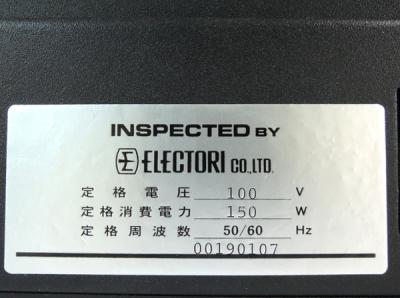 INSPECTED BY
ELECTORI CO.,LTD.
定格電圧 100 V
定格消費電力 150 W
定格周波数 50/60 Hz
00190107